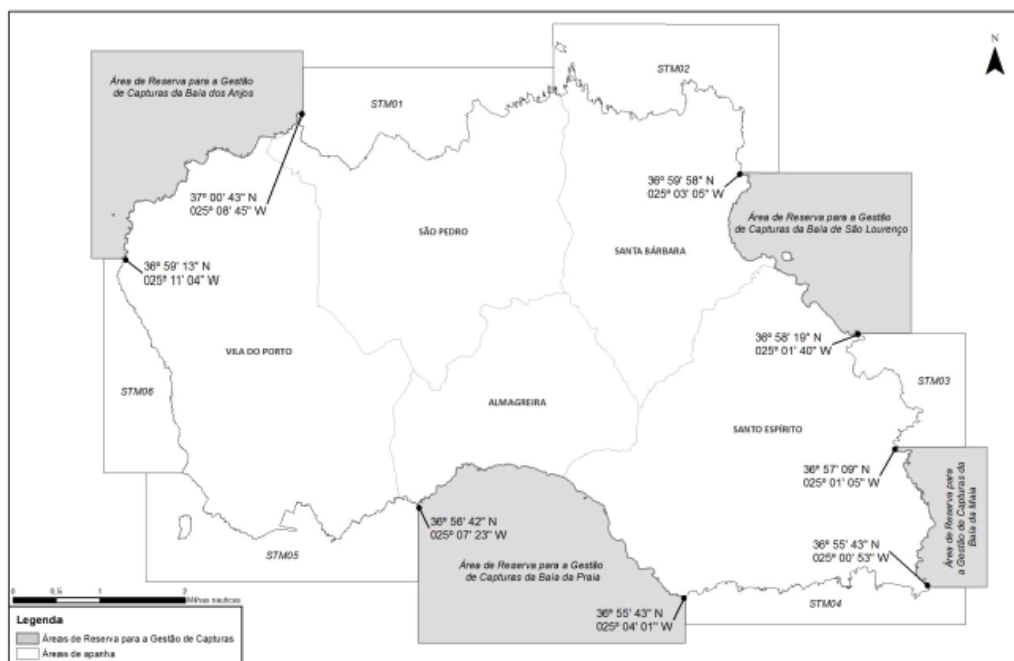 N
Área de Reserva para a Gestão
de Capturas da Baía dos Anjos
STM01
STM02
37º 00' 43" N
025º 08' 45" W
36º 59' 58" N
025º 03' 05" W
Área de Reserva para a Gestão
de Capturas da Baía de São Lourenço
SÃO PEDRO
SANTA BÁRBARA
36º 59' 13" N
025º 11' 04" W
36º 58' 19" N
025º 01' 40" W
VILA DO PORTO
STM06
STM03
ALMAGREIRA
SANTO ESPÍRITO
36º 57' 09" N
025º 01' 05" W
Área de Reserva para
a Gestão de Capturas da
Baía da Maia
36º 56' 42" N
025º 07' 23" W
STM05
36º 55' 43" N
025º 00' 53" W
Área de Reserva para a Gestão
de Capturas da Baía da Praia
36º 55' 43" N
025º 04' 01" W
STM04
0 0,5 1 2
Milhas nauticas
Legenda
Áreas de Reserva para a Gestão de Capturas
Áreas de apanha